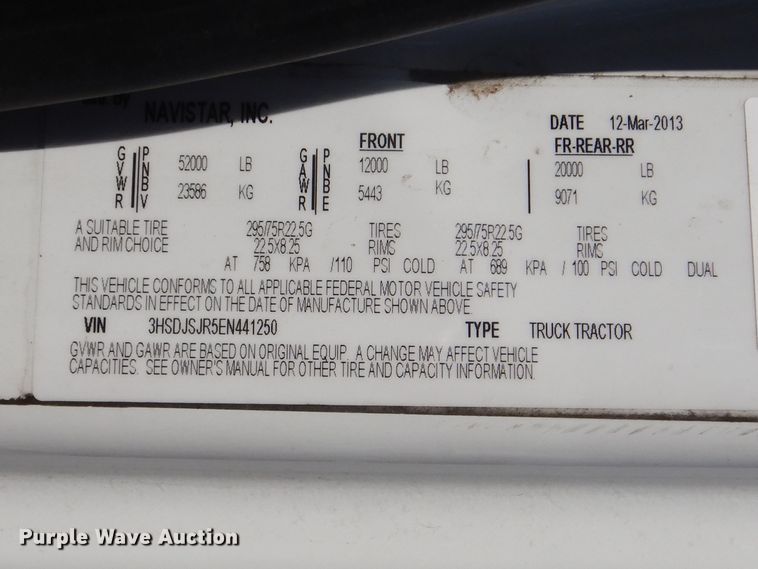 NAVISTAR, INC.
DATE 12-Mar-2013
FRONT FR-REAR-RR
GVWR PNBV 52000 LB GAWR PNBE 12000 LB 20000 LB
23586 KG 5443 KG 9071 KG
A SUITABLE TIRE 295/75R22.5G TIRES 295/75R22.5G TIRES
AND RIM CHOICE 22.5X8.25 RIMS 22.5X8.25 RIMS
AT 758 KPA /110 PSI COLD AT 689 KPA / 100 PSI COLD DUAL
THIS VEHICLE CONFORMS TO ALL APPLICABLE FEDERAL MOTOR VEHICLE SAFETY
STANDARDS IN EFFECT ON THE DATE OF MANUFACTURE SHOWN ABOVE.
VIN 3HSDJSJR5EN441250 TYPE TRUCK TRACTOR
GVWR AND GAWR ARE BASED ON ORIGINAL EQUIP. A CHANGE MAY AFFECT VEHICLE
CAPACITIES. SEE OWNER'S MANUAL FOR OTHER TIRE AND CAPACITY INFORMATION.
Purple Wave Auction